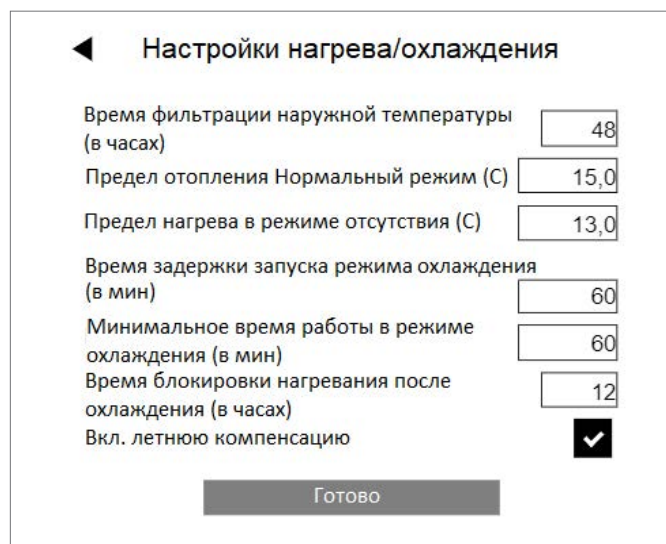 Настройки нагрева/охлаждения
Время фильтрации наружной температуры
(в часах)
48
Предел отопления Нормальный режим (С)
15,0
Предел нагрева в режиме отсутствия (С)
13,0
Время задержки запуска режима охлаждения
(в мин)
60
Минимальное время работы в режиме
охлаждения (в мин)
60
Время блокировки нагревания после
охлаждения (в часах)
12
Вкл. летнюю компенсацию
Готово